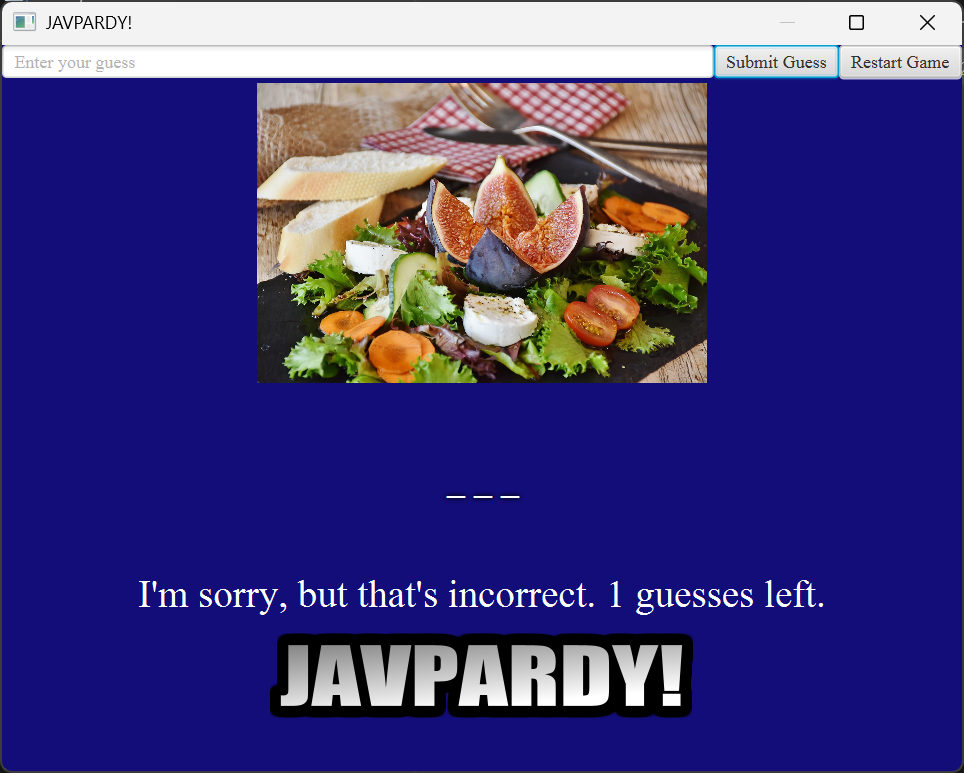 JAVPARDY!
Enter your guess Submit Guess Restart Game
_ _ _
I'm sorry, but that's incorrect. 1 guesses left.
JAVPARDY!